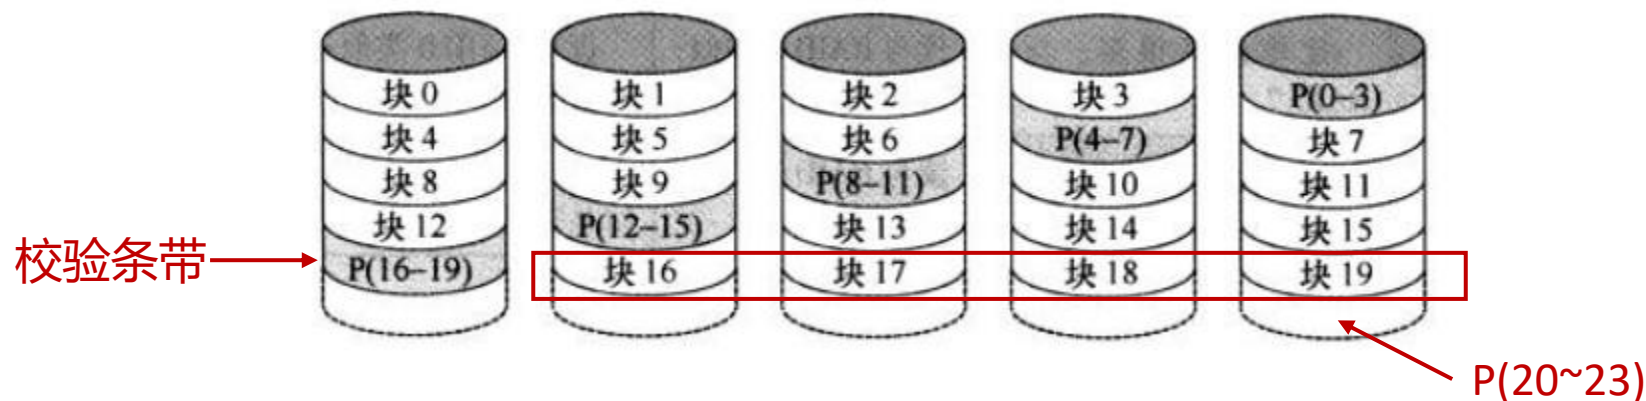 块 0 块 1 块 2 块 3 P(0–3)
块 4 块 5 块 6 P(4–7) 块 7
块 8 块 9 P(8–11) 块 10 块 11
块 12 P(12–15) 块 13 块 14 块 15
校验条带 P(16–19) 块 16 块 17 块 18 块 19
P(20~23)